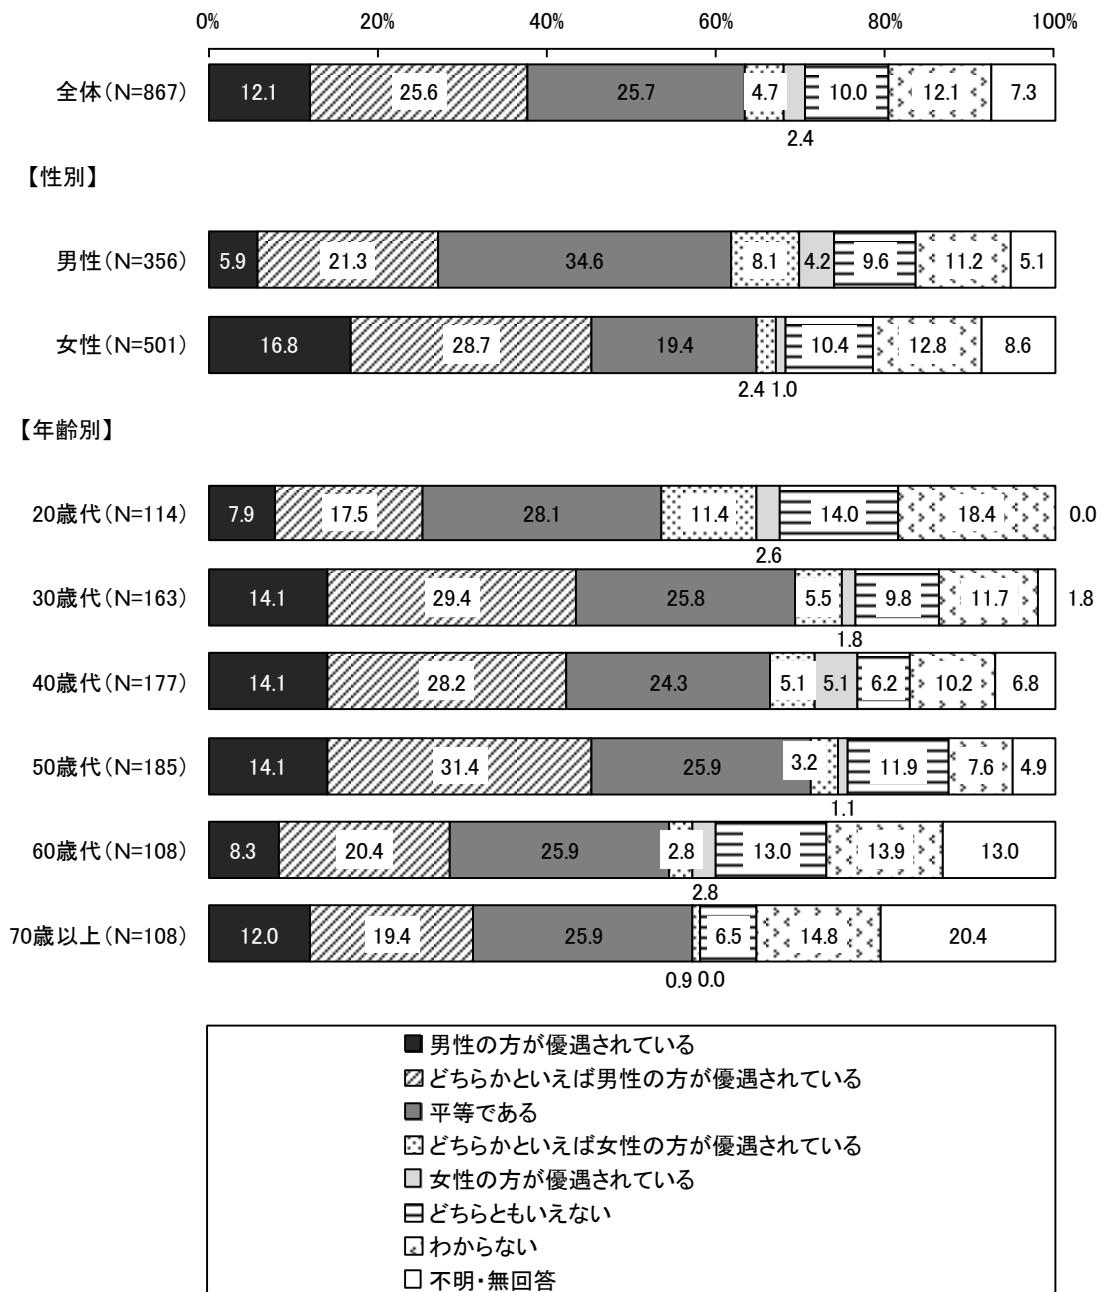 0% 20% 40% 60% 80% 100%
全体(N=867) 12.1 25.6 25.7 4.7 10.0 12.1 7.3
2.4
【性別】
男性(N=356) 5.9 21.3 34.6 8.1 4.2 9.6 11.2 5.1
女性(N=501) 16.8 28.7 19.4 10.4 12.8 8.6
2.4 1.0
【年齢別】
20歳代(N=114) 7.9 17.5 28.1 11.4 14.0 18.4 0.0
2.6
30歳代(N=163) 14.1 29.4 25.8 5.5 9.8 11.7 1.8
1.8
40歳代(N=177) 14.1 28.2 24.3 5.1 5.1 6.2 10.2 6.8
50歳代(N=185) 14.1 31.4 25.9 3.2 11.9 7.6 4.9
1.1
60歳代(N=108) 8.3 20.4 25.9 2.8 13.0 13.9 13.0
2.8
70歳以上(N=108) 12.0 19.4 25.9 6.5 14.8 20.4
0.9 0.0
男性の方が優遇されている
どちらかといえば男性の方が優遇されている
平等である
どちらかといえば女性の方が優遇されている
女性の方が優遇されている
どちらともいえない
わからない
不明・無回答